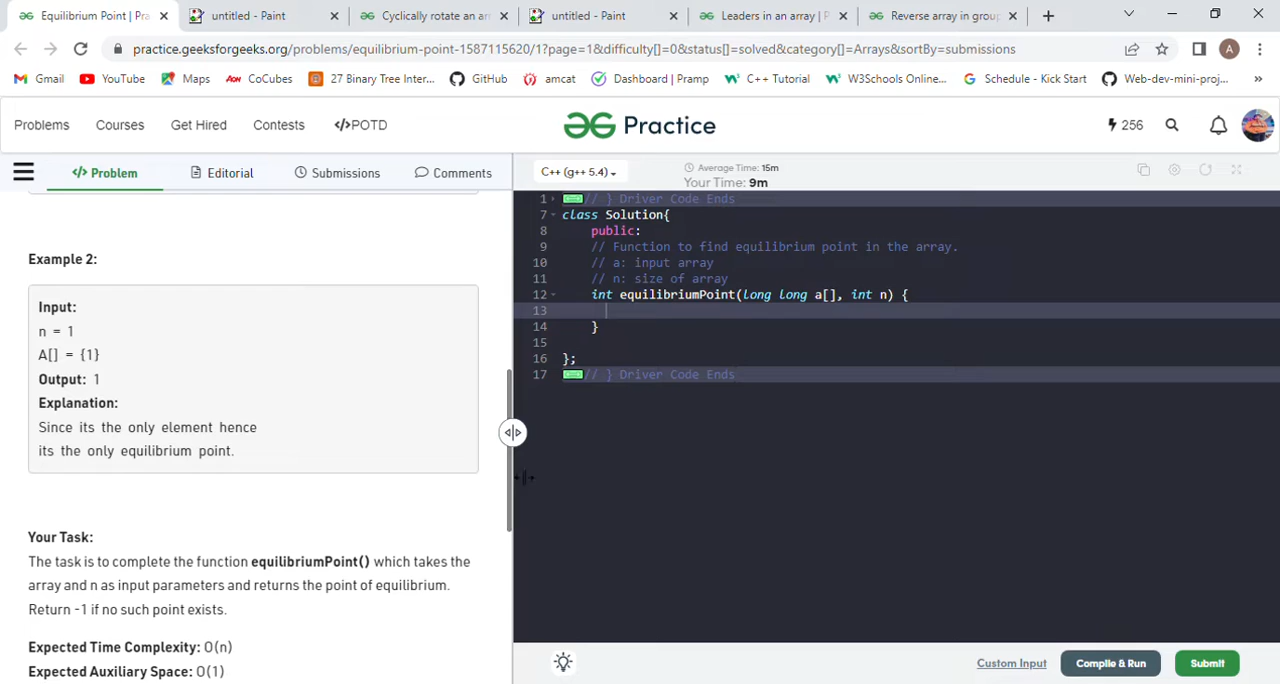 Equilibrium Point | Pra
untitled - Paint
Cyclically rotate an arr
untitled - Paint
Leaders in an array | P
Reverse array in group
practice.geeksforgeeks.org/problems/equilibrium-point-1587115620/1?page=1&difficulty[]=0&status[]=solved&category[]=Arrays&sortBy=submissions
A
Gmail
YouTube
Maps
CoCubes
27 Binary Tree Inter...
GitHub
amcat
Dashboard | Pramp
C++ Tutorial
W3Schools Online...
Schedule - Kick Start
Web-dev-mini-proj...
»
Problems
Courses
Get Hired
Contests
</>POTD
Practice
256
</> Problem
Editorial
Submissions
Comments
C++ (g++ 5.4)
Average Time: 15m
Your Time: 9m
Example 2:
Input:
n = 1
A[] = {1}
Output: 1
Explanation:
Since its the only element hence
its the only equilibrium point.
Your Task:
The task is to complete the function equilibriumPoint() which takes the
array and n as input parameters and returns the point of equilibrium.
Return -1 if no such point exists.
Expected Time Complexity: O(n)
Expected Auxiliary Space: O(1)
1 // } Driver Code Ends
7 class Solution{
8 public:
9 // Function to find equilibrium point in the array.
10 // a: input array
11 // n: size of array
12 int equilibriumPoint(long long a[], int n) {
13
14 }
15
16 };
17 // } Driver Code Ends
Custom Input
Compile & Run
Submit